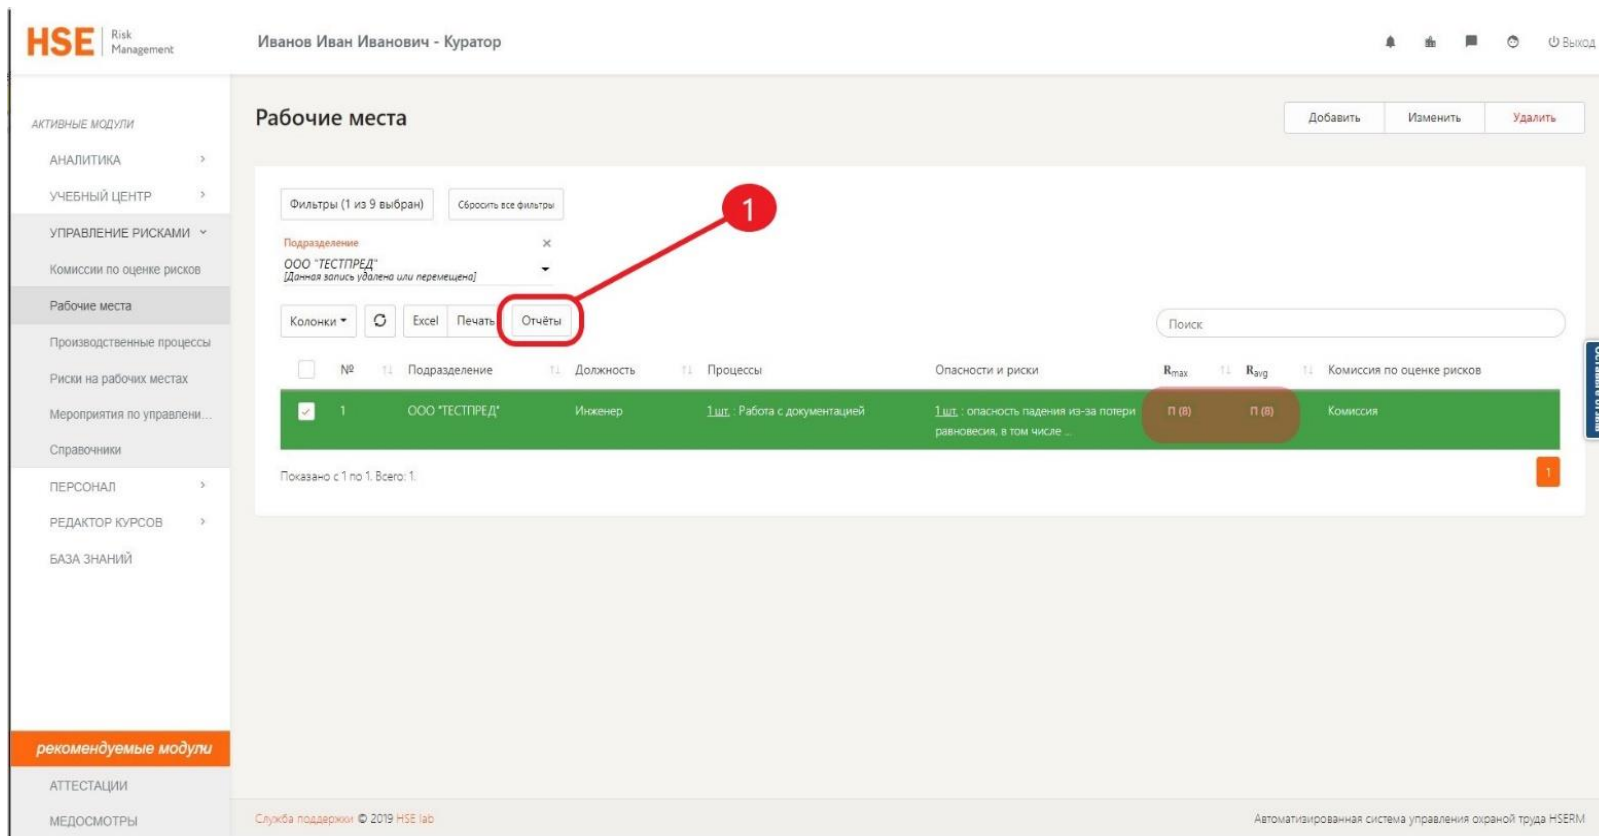 HSE Risk Management
Иванов Иван Иванович - Куратор
Выход
АКТИВНЫЕ МОДУЛИ
АНАЛИТИКА
УЧЕБНЫЙ ЦЕНТР
УПРАВЛЕНИЕ РИСКАМИ
Комиссии по оценке рисков
Рабочие места
Производственные процессы
Риски на рабочих местах
Мероприятия по управлени...
Справочники
ПЕРСОНАЛ
РЕДАКТОР КУРСОВ
БАЗА ЗНАНИЙ
рекомендуемые модули
АТТЕСТАЦИИ
МЕДОСМОТРЫ
Рабочие места
Добавить Изменить Удалить
Фильтры (1 из 9 выбран) Сбросить все фильтры
1
Подразделение
ООО "ТЕСТПРЕД"
[Данная запись удалена или перемещена]
Колонки Excel Печать Отчёты Поиск
№ Подразделение Должность Процессы Опасности и риски Rmax Ravg Комиссия по оценке рисков
1 ООО "ТЕСТПРЕД" Инженер 1 шт. : Работа с документацией 1 шт. : опасность падения из-за потери П (8) П (8) Комиссия
равновесия, в том числе ...
Показано с 1 по 1. Всего: 1.
1
Служба поддержки © 2019 HSE lab
Автоматизированная система управления охраной труда HSERM